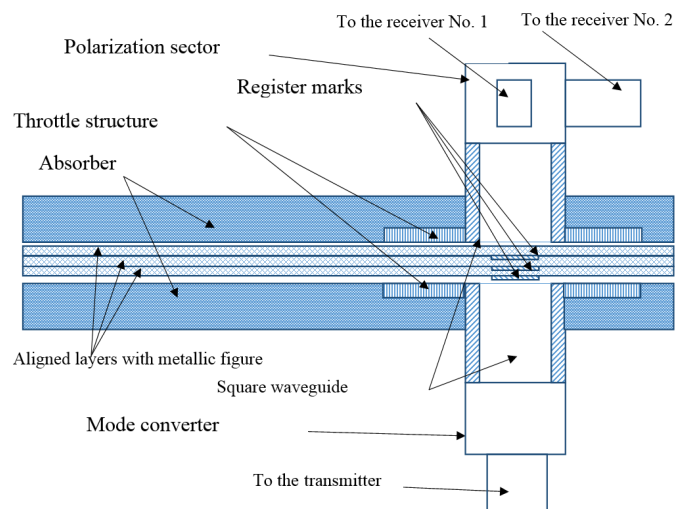 To the receiver No. 1
To the receiver No. 2
Polarization sector
Register marks
Throttle structure
Absorber
Aligned layers with metallic figure
Square waveguide
Mode converter
To the transmitter